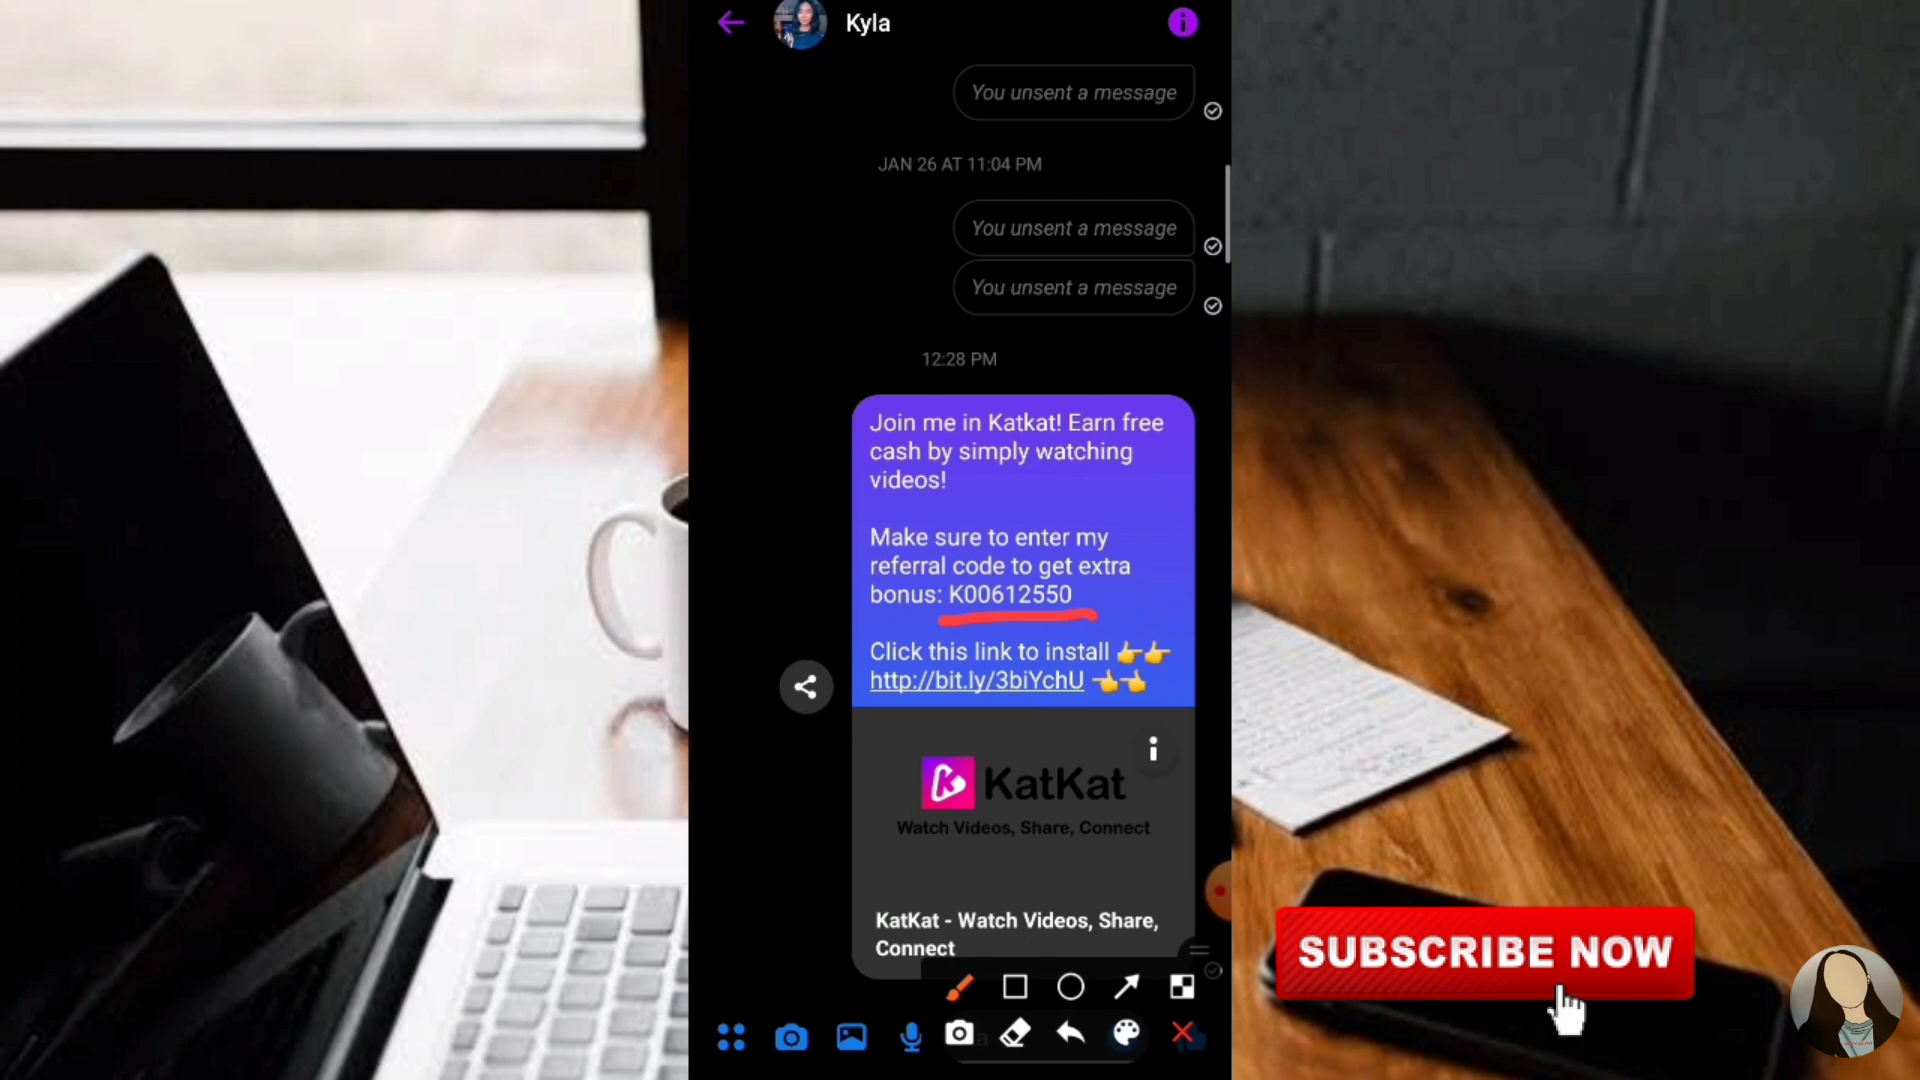 Kyla
You unsent a message
JAN 26 AT 11:04 PM
You unsent a message
You unsent a message
12:28 PM
Join me in Katkat! Earn free
cash by simply watching
videos!
Make sure to enter my
referral code to get extra
bonus: K00612550
Click this link to install 👉👉
http://bit.ly/3biYchU 👈👈
KatKat
Watch Videos, Share, Connect
KatKat - Watch Videos, Share,
Connect
SUBSCRIBE NOW